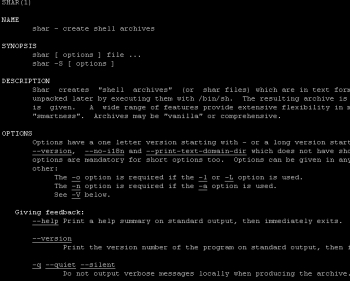 SHAR(1)
NAME
shar - create shell archives
SYNOPSIS
shar [ options ] file ...
shar -S [ options ]
DESCRIPTION
Shar creates "shell archives" (or shar files) which are in text form
unpacked later by executing them with /bin/sh. The resulting archive is
is given. A wide range of features provide extensive flexibility in m
"smartness". Archives may be "vanilla" or comprehensive.
OPTIONS
Options have a one letter version starting with - or a long version start
--version, --no-i18n and --print-text-domain-dir which does not have sho
options are mandatory for short options too. Options can be given in any
other:
The -o option is required if the -l or -L option is used.
The -n option is required if the -a option is used.
See -V below.
Giving feedback:
--help Print a help summary on standard output, then immediately exits.
--version
Print the version number of the program on standard output, then i
-q --quiet --silent
Do not output verbose messages locally when producing the archive.